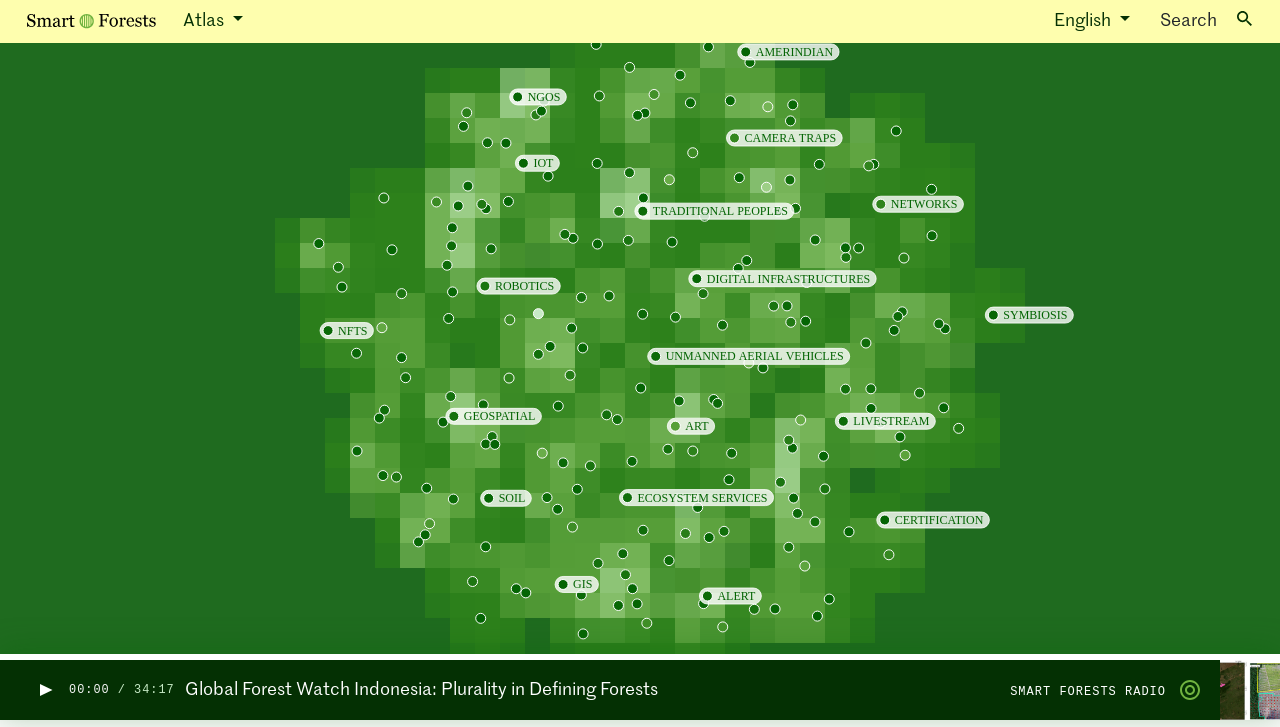 Smart Forests Atlas English Search
AMERINDIAN
NGOS
CAMERA TRAPS
IOT
NETWORKS
TRADITIONAL PEOPLES
DIGITAL INFRASTRUCTURES
ROBOTICS
SYMBIOSIS
NFTS
UNMANNED AERIAL VEHICLES
GEOSPATIAL
LIVESTREAM
ART
SOIL
ECOSYSTEM SERVICES
CERTIFICATION
GIS
ALERT
00:00 / 34:17 Global Forest Watch Indonesia: Plurality in Defining Forests SMART FORESTS RADIO